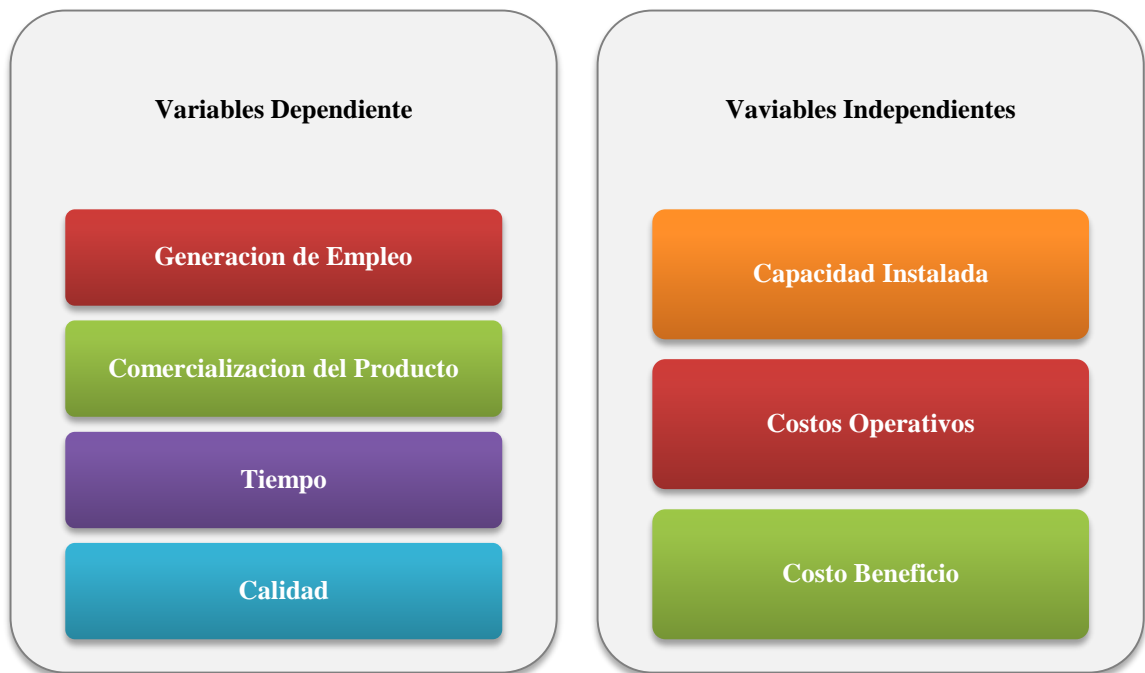 Variables Dependiente
Generacion de Empleo
Comercializacion del Producto
Tiempo
Calidad
Vaviables Independientes
Capacidad Instalada
Costos Operativos
Costo Beneficio